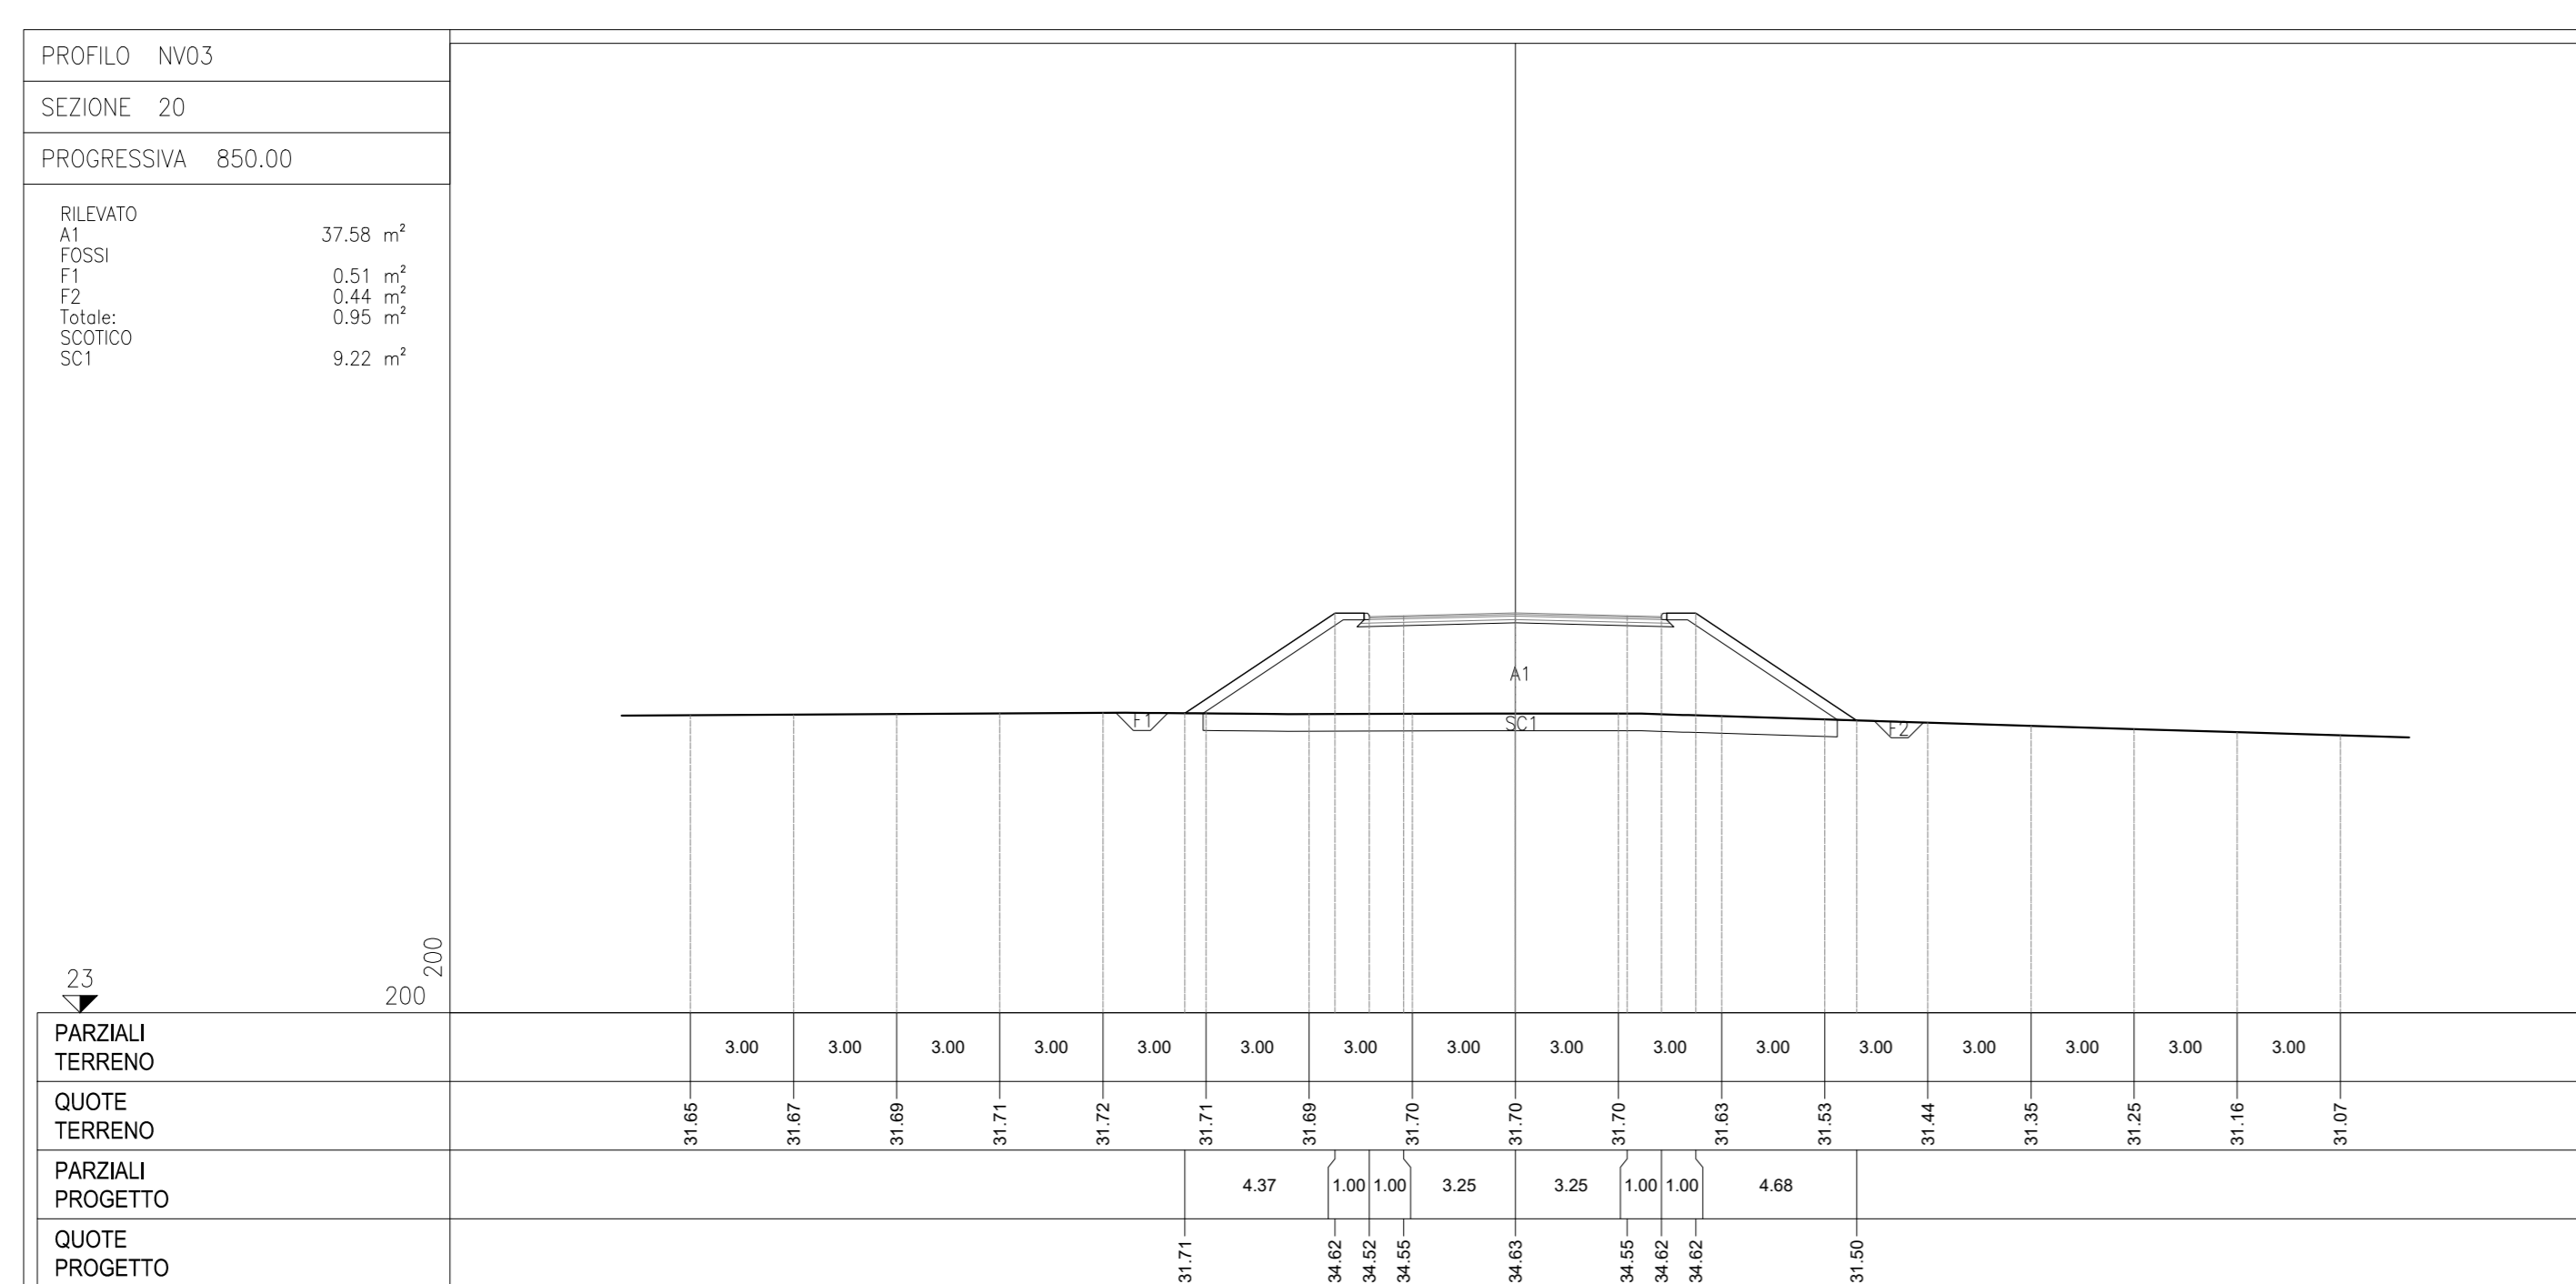 PROFILO NV03
SEZIONE 20
PROGRESSIVA 850.00
RILEVATO
A1 37.58 m²
FOSSI
F1 0.51 m²
F2 0.44 m²
Totale: 0.95 m²
SCOTICO
SC1 9.22 m²
A1
F1 SC1 F2
200
23 200
PARZIALI
TERRENO
3.00 3.00 3.00 3.00 3.00 3.00 3.00 3.00 3.00 3.00 3.00 3.00 3.00 3.00 3.00 3.00
QUOTE
TERRENO
31.65 31.67 31.69 31.71 31.72 31.71 31.69 31.70 31.70 31.70 31.63 31.53 31.44 31.35 31.25 31.16 31.07
PARZIALI
PROGETTO
4.37 1.00 1.00 3.25 3.25 1.00 1.00 4.68
QUOTE
PROGETTO
31.71 34.62 34.52 34.55 34.63 34.55 34.62 34.62 31.50